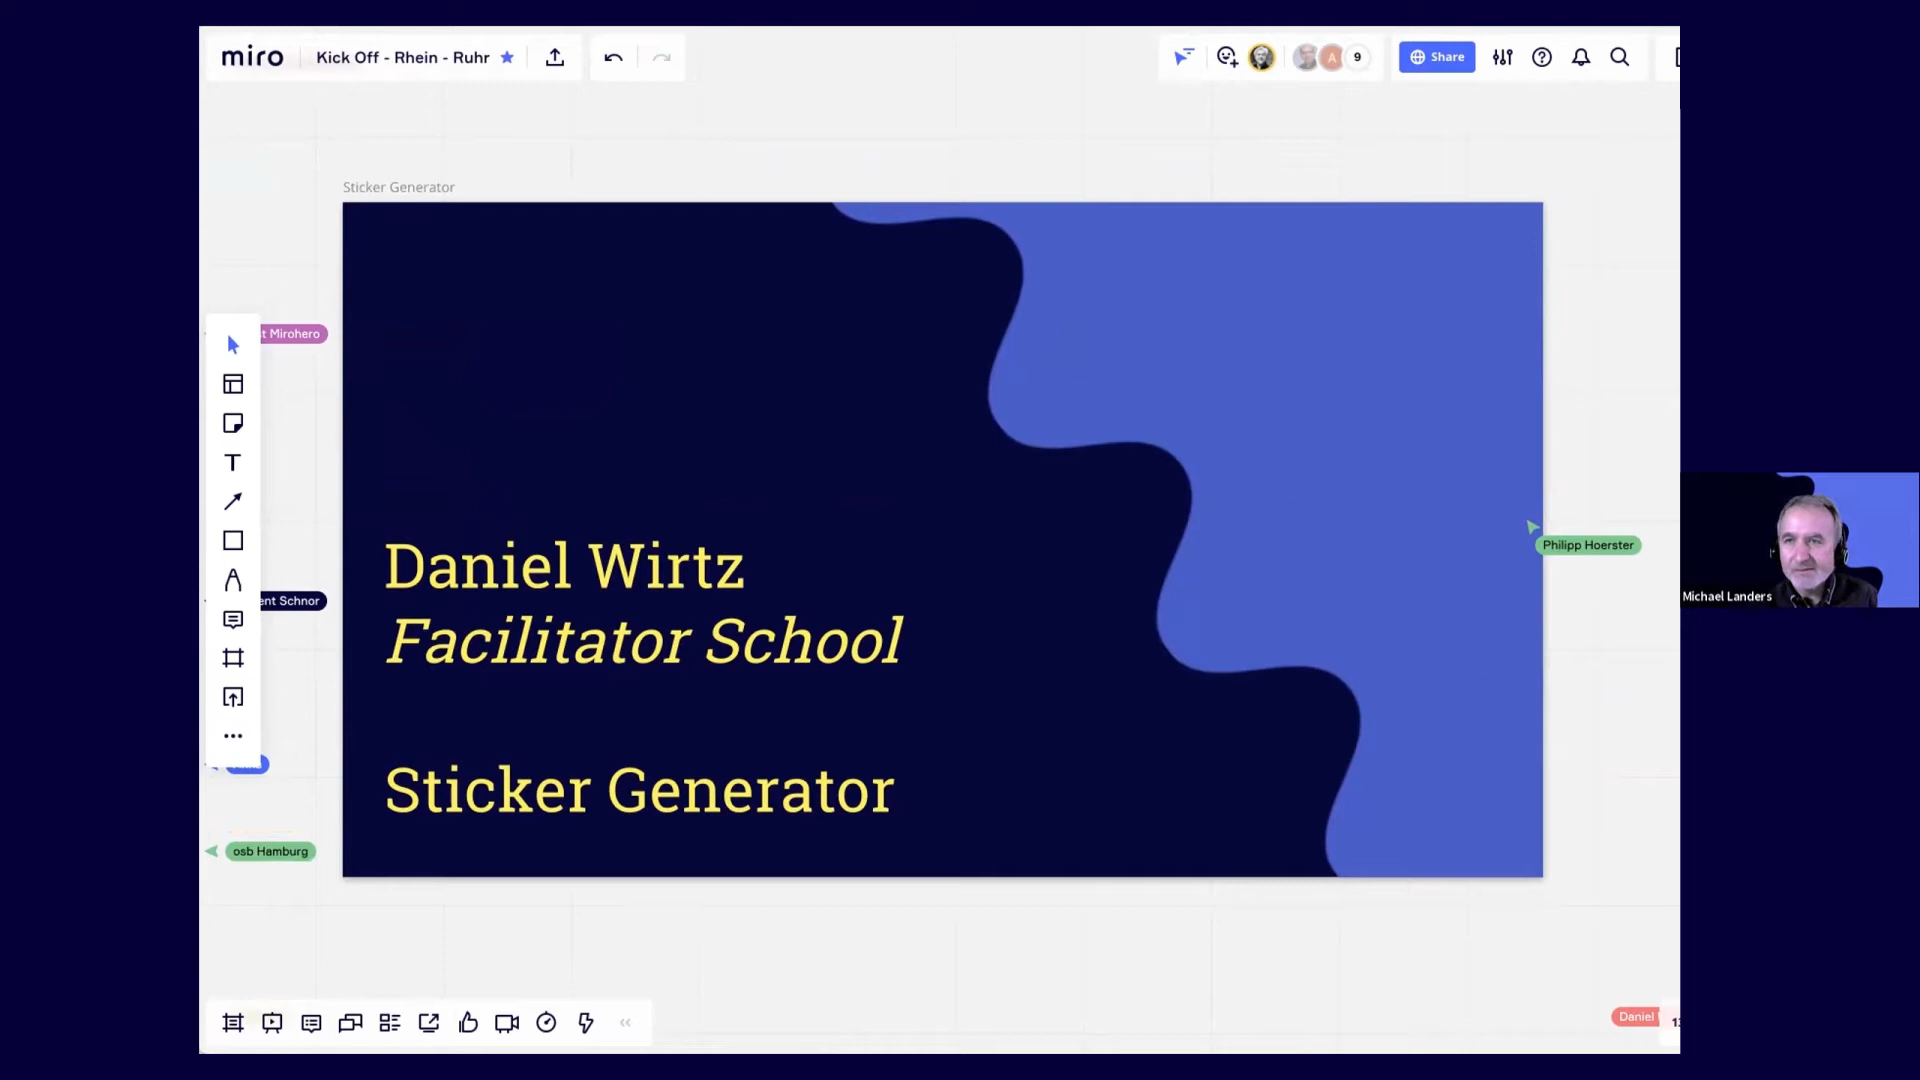 miro
Kick Off - Rhein - Ruhr
A
9
Share
Sticker Generator
t Mirohero
Daniel Wirtz
Facilitator School
Sticker Generator
Philipp Hoerster
Michael Landers
ent Schnor
osb Hamburg
Daniel